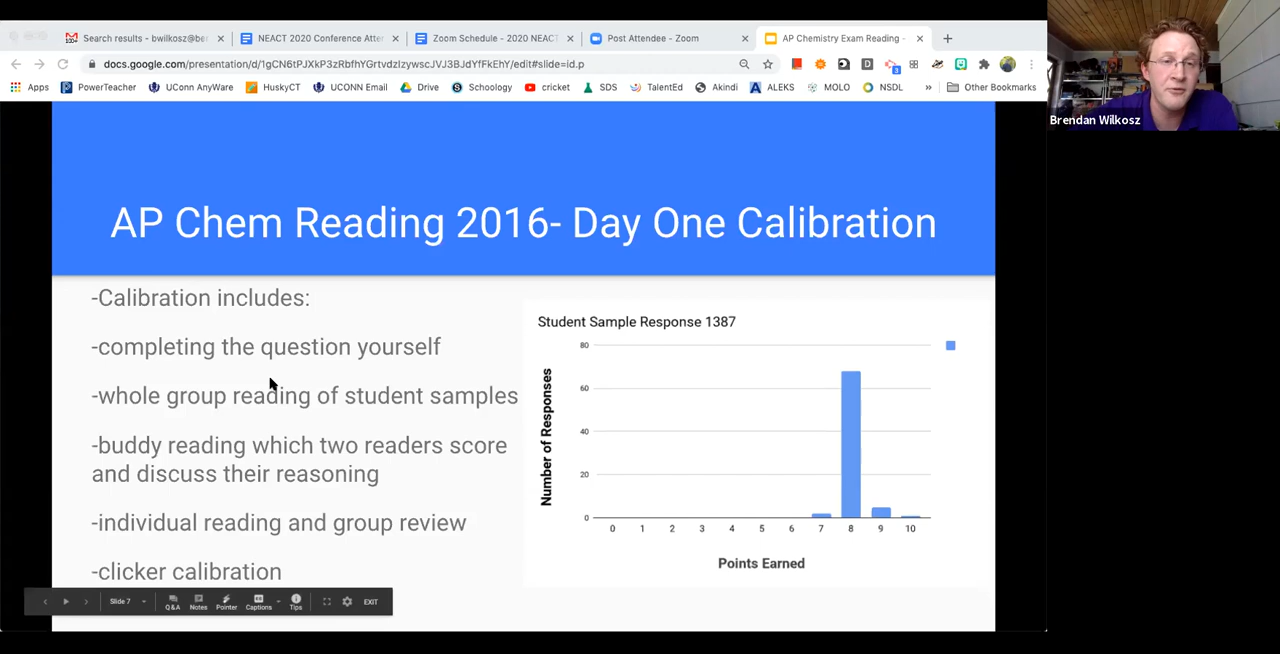 Search results - bwilkosz@be
NEACT 2020 Conference Atter
Zoom Schedule - 2020 NEACT
Post Attendee - Zoom
AP Chemistry Exam Reading -
docs.google.com/presentation/d/1gCN6tPJXkP3zRbfhYGrtvdzIzywscJVJ3BJDYfFkEhY/edit#slide=id.p
Apps
PowerTeacher
UConn AnyWare
HuskyCT
UCONN Email
Drive
Schoology
cricket
SDS
TalentEd
Akindi
ALEKS
MOLO
NSDL
»
Other Bookmarks
Brendan Wilkosz
AP Chem Reading 2016- Day One Calibration
-Calibration includes:
-completing the question yourself
-whole group reading of student samples
-buddy reading which two readers score
and discuss their reasoning
-individual reading and group review
-clicker calibration
Student Sample Response 1387
Number of Responses
80
60
40
20
0
0 1 2 3 4 5 6 7 8 9 10
Points Earned
Slide 7
Q&A
Notes
Pointer
Captions
Tips
EXIT